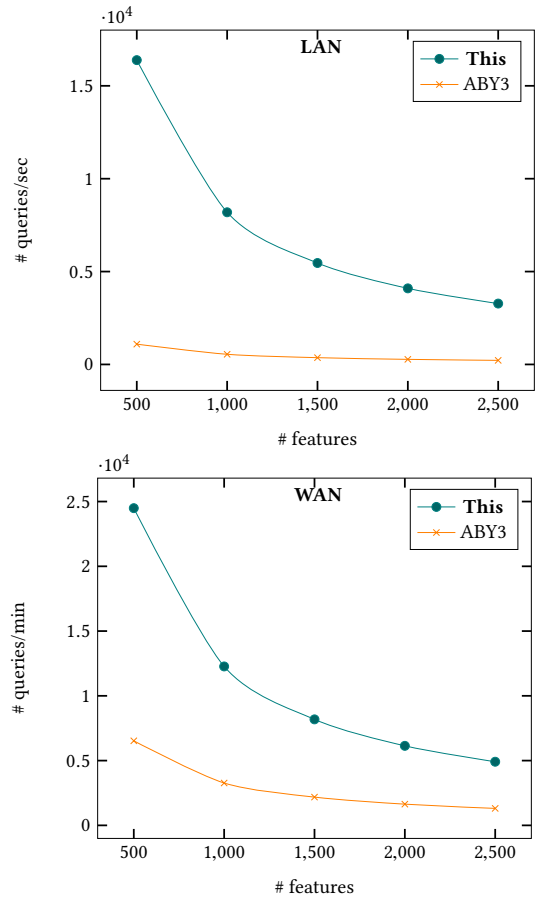 ·10⁴
LAN
This
ABY3
1.5
1
0.5
0
# queries/sec
500 1,000 1,500 2,000 2,500
# features
·10⁴
WAN
This
ABY3
2.5
2
1.5
1
0.5
0
# queries/min
500 1,000 1,500 2,000 2,500
# features